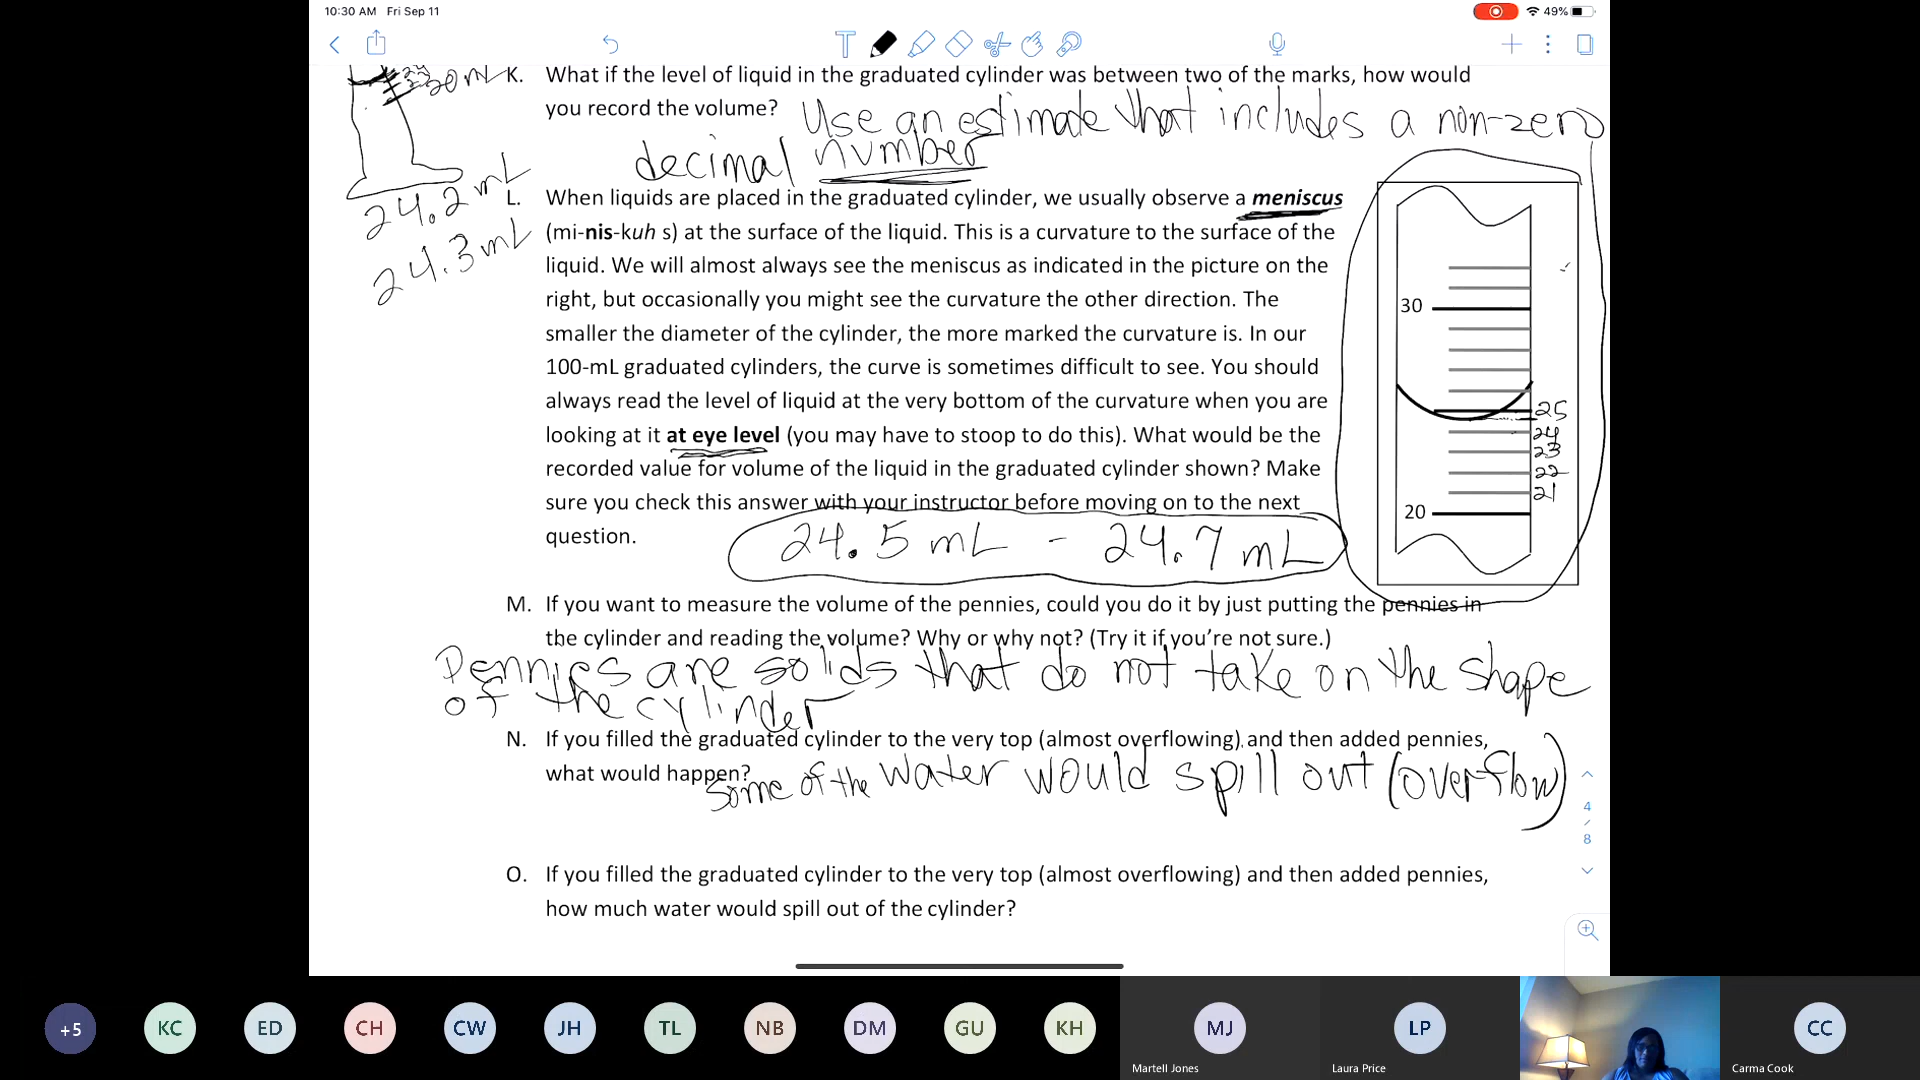 10:30 AM Fri Sep 11
49%
20 mL
K. What if the level of liquid in the graduated cylinder was between two of the marks, how would
you record the volume? Use an estimate that includes a non-zero
decimal number
24.2 mL
24.3 mL
L. When liquids are placed in the graduated cylinder, we usually observe a meniscus
(mi-nis-kuh s) at the surface of the liquid. This is a curvature to the surface of the
liquid. We will almost always see the meniscus as indicated in the picture on the
right, but occasionally you might see the curvature the other direction. The
smaller the diameter of the cylinder, the more marked the curvature is. In our
100-mL graduated cylinders, the curve is sometimes difficult to see. You should
always read the level of liquid at the very bottom of the curvature when you are
looking at it at eye level (you may have to stoop to do this). What would be the
recorded value for volume of the liquid in the graduated cylinder shown? Make
sure you check this answer with your instructor before moving on to the next
question. 24.5 mL - 24.7 mL
30
25
24
23
22
21
20
M. If you want to measure the volume of the pennies, could you do it by just putting the pennies in
the cylinder and reading the volume? Why or why not? (Try it if you're not sure.)
Pennies are solids that do not take on the shape
of the cylinder
N. If you filled the graduated cylinder to the very top (almost overflowing) and then added pennies,
what would happen? Some of the water would spill out (overflow)
4
/
8
O. If you filled the graduated cylinder to the very top (almost overflowing) and then added pennies,
how much water would spill out of the cylinder?
+5 KC ED CH CW JH TL NB DM GU KH MJ LP CC
Martell Jones Laura Price Carma Cook